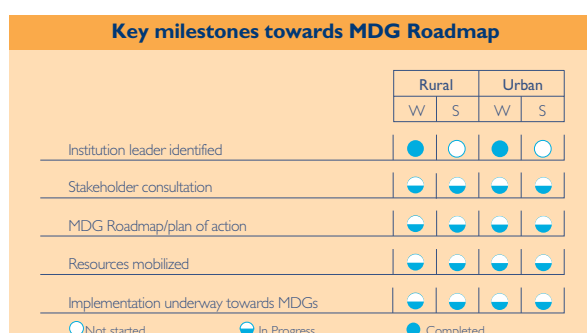 Key milestones towards MDG Roadmap
Rural Urban
W S W S
Institution leader identified
Stakeholder consultation
MDG Roadmap/plan of action
Resources mobilized
Implementation underway towards MDGs
Not started In Progress Completed